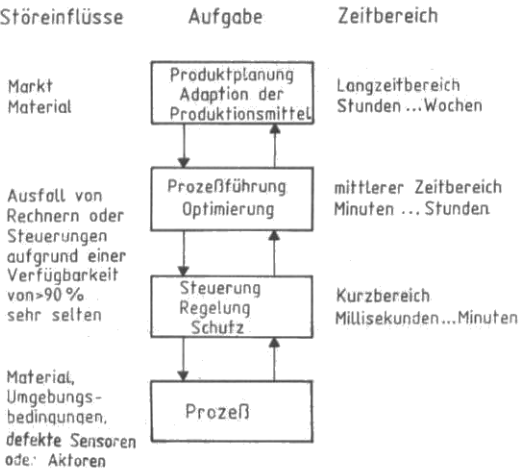 Störeinflüsse Aufgabe Zeitbereich
Markt
Material
Produktplanung
Adaption der
Produktionsmittel
Langzeitbereich
Stunden ... Wochen
Ausfall von
Rechnern oder
Steuerungen
aufgrund einer
Verfügbarkeit
von>90 %
sehr selten
Prozeßführung
Optimierung
mittlerer Zeitbereich
Minuten ... Stunden
Steuerung
Regelung
Schutz
Kurzbereich
Millisekunden...Minuten
Material,
Umgebungs-
bedingungen,
defekte Sensoren
oder Aktoren
Prozeß